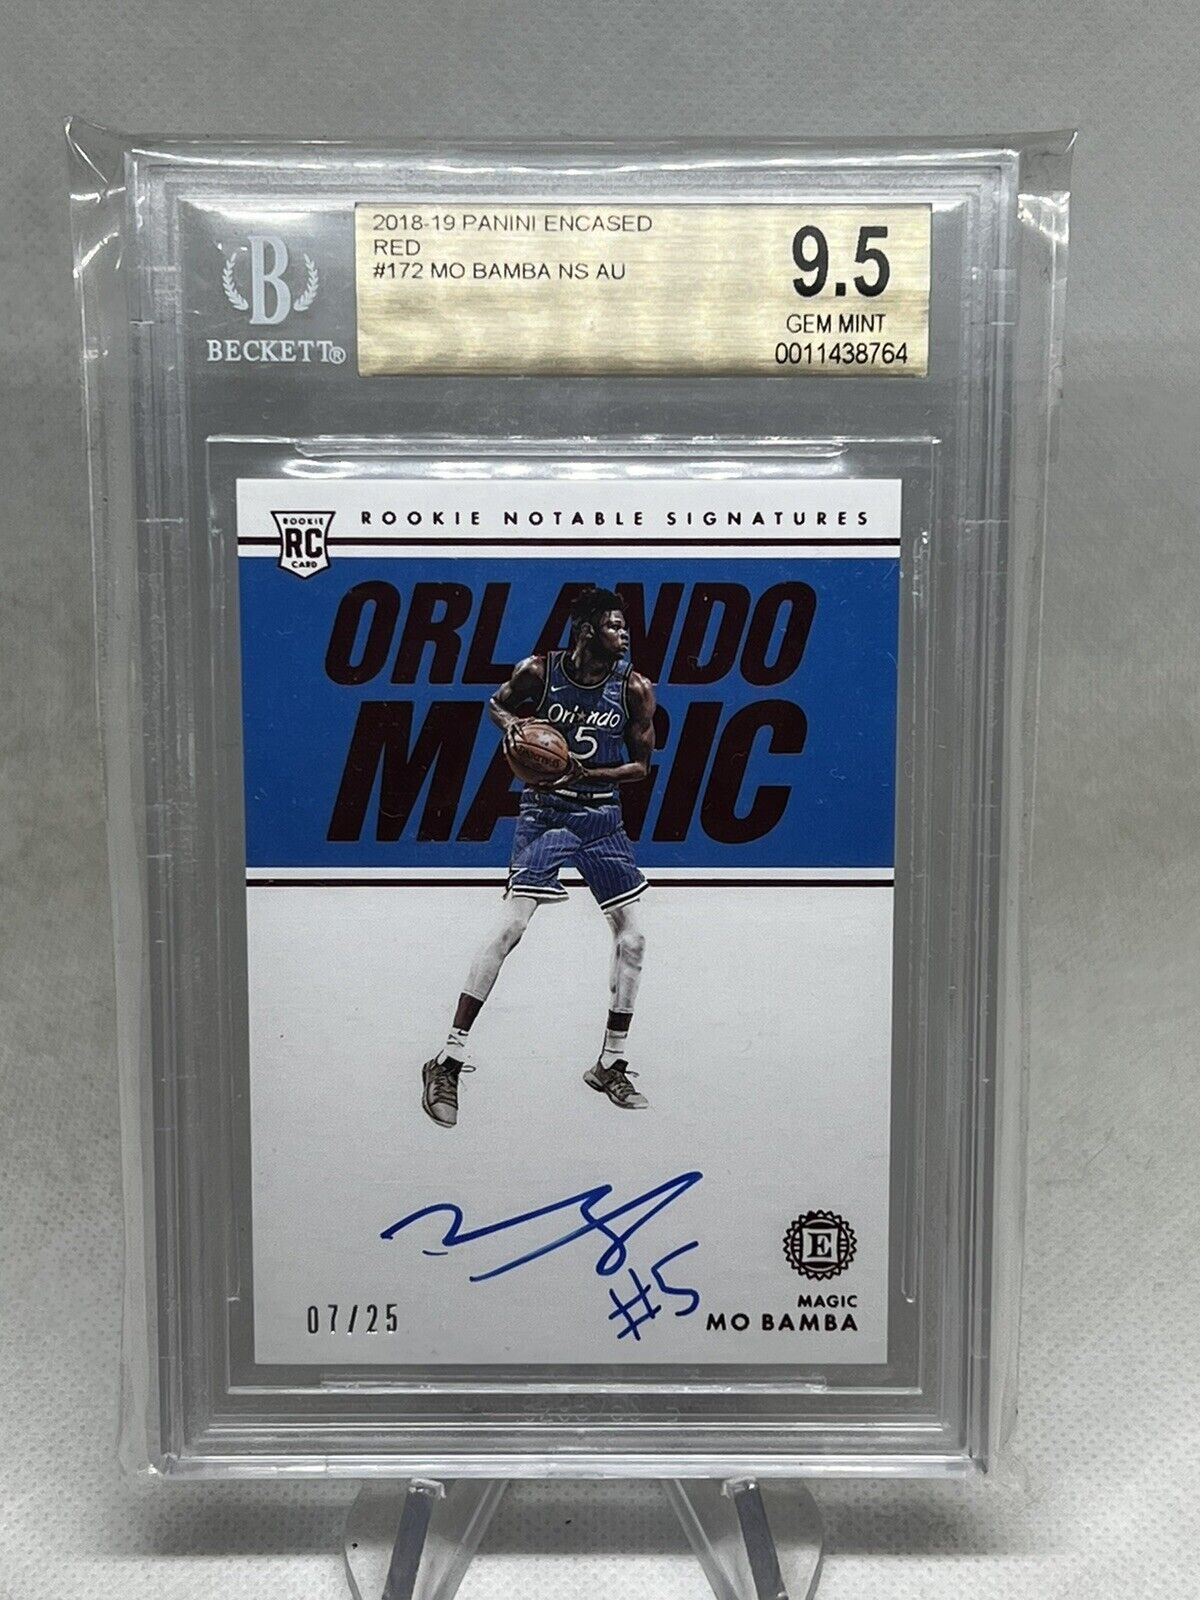 2018-19 PANINI ENCASED
RED
#172 MO BAMBA NS AU
9.5
GEM MINT
0011438764
B
BECKETT®
ROOKIE
RC
CARD
ROOKIE NOTABLE SIGNATURES
ORLANDO
MAGIC
Orlando
5
#5
E
07/25
MAGIC
MO BAMBA